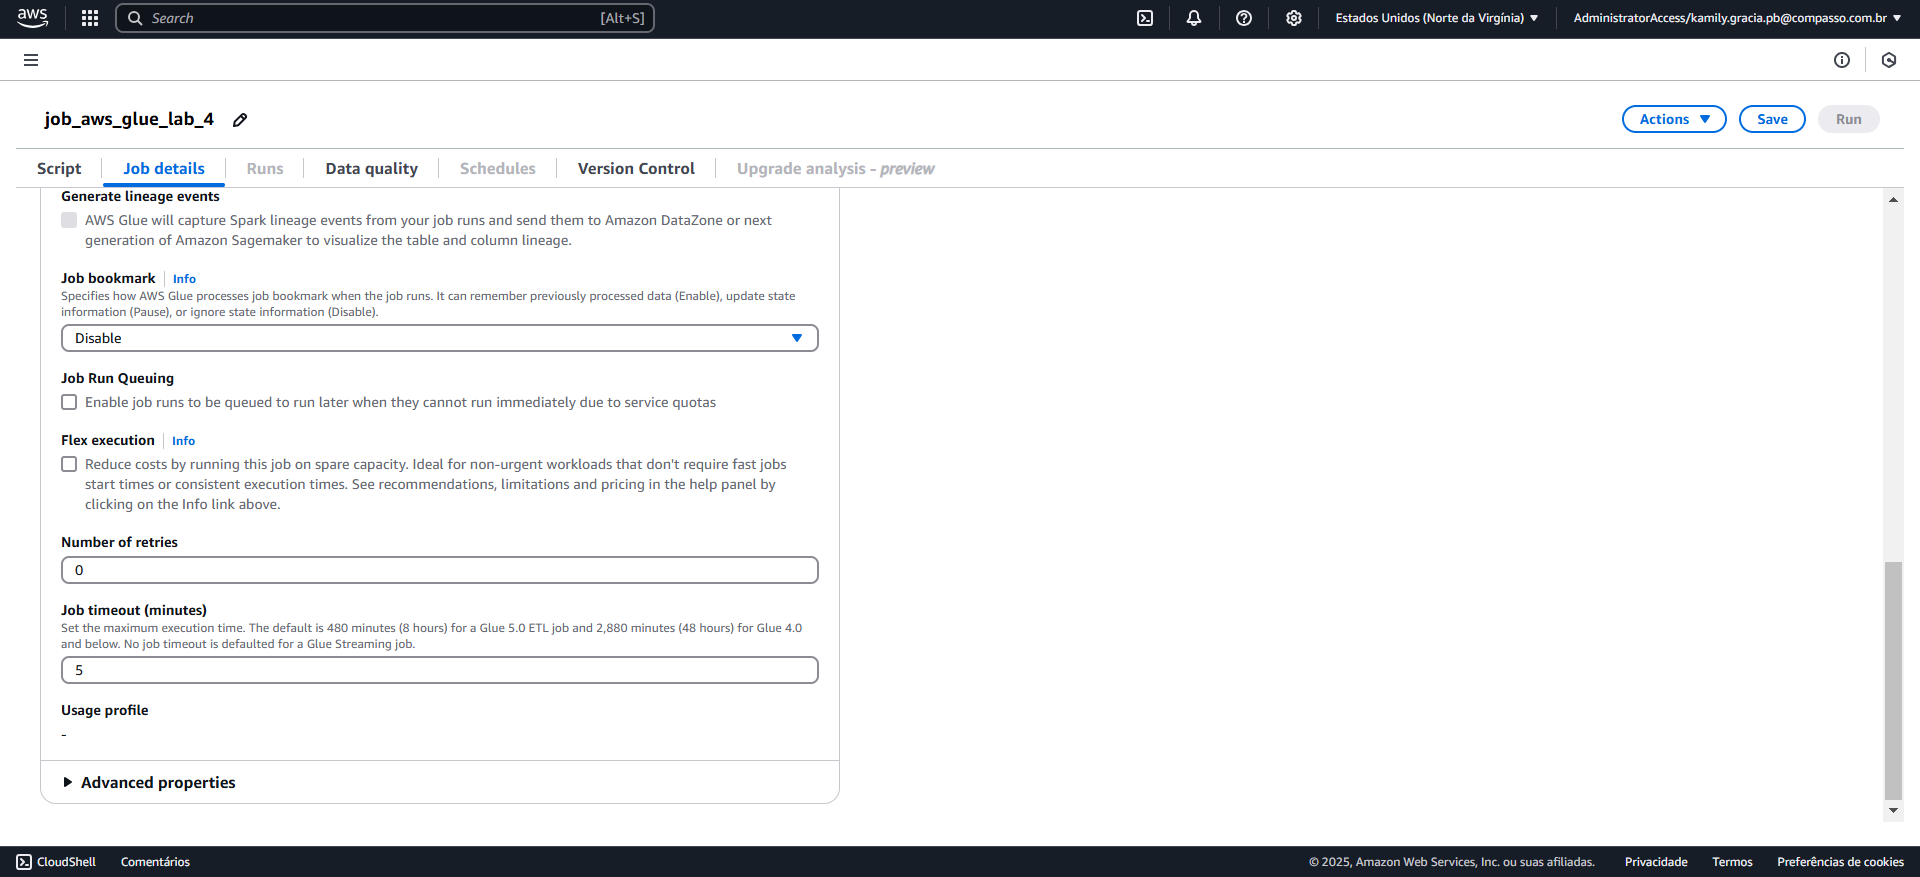 aws
Search
[Alt+S]
Estados Unidos (Norte da Virgínia)
AdministratorAccess/kamily.gracia.pb@compasso.com.br
job_aws_glue_lab_4
Actions
Save
Run
Script
Job details
Runs
Data quality
Schedules
Version Control
Upgrade analysis - preview
Generate lineage events
AWS Glue will capture Spark lineage events from your job runs and send them to Amazon DataZone or next
generation of Amazon Sagemaker to visualize the table and column lineage.
Job bookmark
Info
Specifies how AWS Glue processes job bookmark when the job runs. It can remember previously processed data (Enable), update state
information (Pause), or ignore state information (Disable).
Disable
Job Run Queuing
Enable job runs to be queued to run later when they cannot run immediately due to service quotas
Flex execution
Info
Reduce costs by running this job on spare capacity. Ideal for non-urgent workloads that don't require fast jobs
start times or consistent execution times. See recommendations, limitations and pricing in the help panel by
clicking on the Info link above.
Number of retries
0
Job timeout (minutes)
Set the maximum execution time. The default is 480 minutes (8 hours) for a Glue 5.0 ETL job and 2,880 minutes (48 hours) for Glue 4.0
and below. No job timeout is defaulted for a Glue Streaming job.
5
Usage profile
-
Advanced properties
CloudShell
Comentários
© 2025, Amazon Web Services, Inc. ou suas afiliadas.
Privacidade
Termos
Preferências de cookies